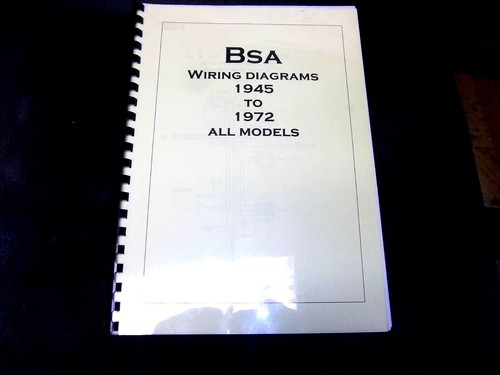 BSA
WIRING DIAGRAMS
1945
TO
1972
ALL MODELS